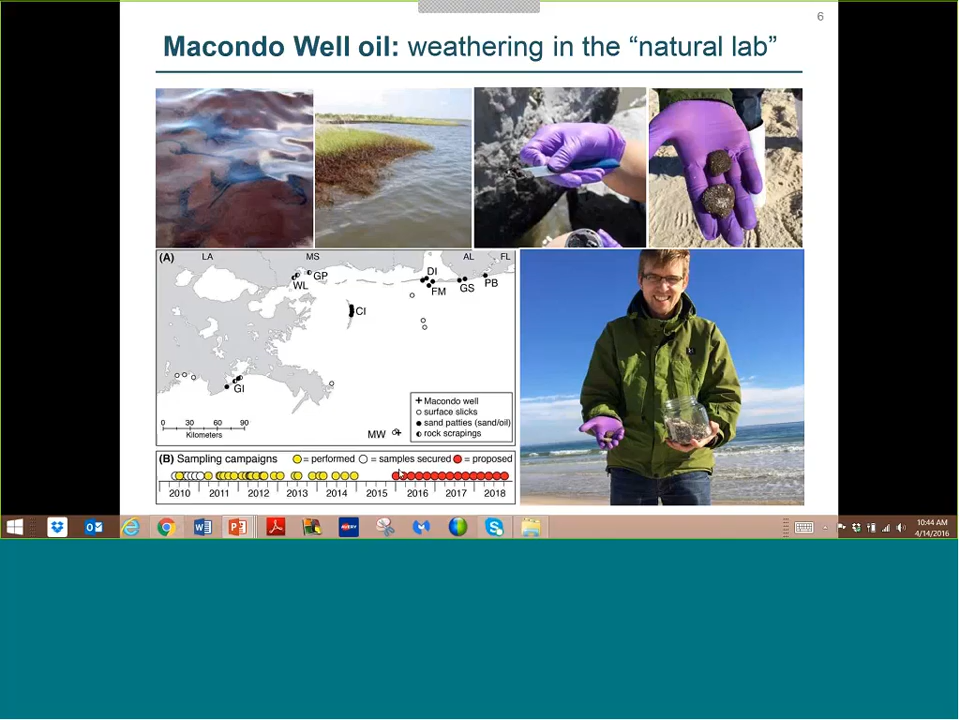 6
Macondo Well oil: weathering in the “natural lab”
(A) LA MS AL FL
WL GP DI FM GS PB
CI
GI
0 30 60 90
Kilometers
MW
+ Macondo well
surface slicks
sand patties (sand/oil)
rock scrapings
(B) Sampling campaigns = performed = samples secured = proposed
2010 2011 2012 2013 2014 2015 2016 2017 2018
AVERY
10:44 AM
4/14/2016